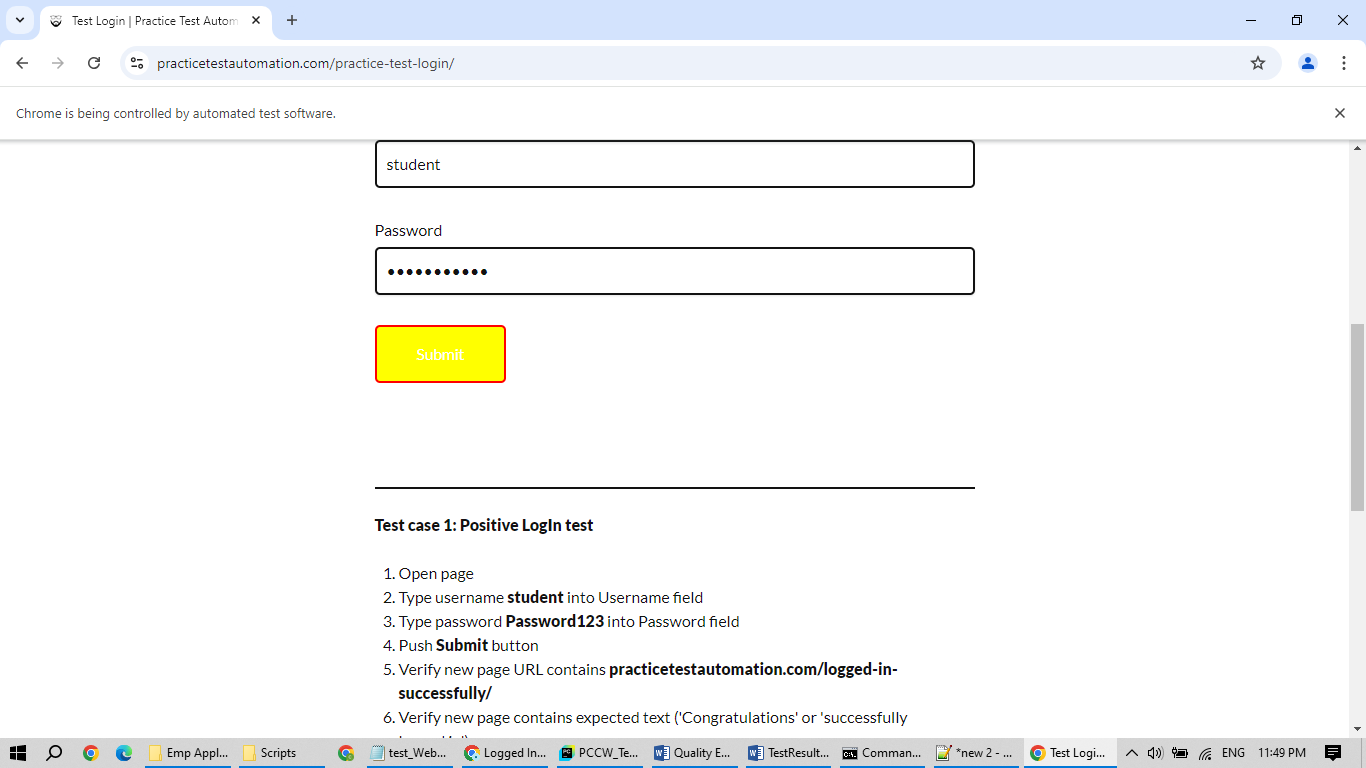 Test Login | Practice Test Autom
practicetestautomation.com/practice-test-login/
Chrome is being controlled by automated test software.
student
Password
•••••••••••
Submit
Test case 1: Positive LogIn test
1. Open page
2. Type username student into Username field
3. Type password Password123 into Password field
4. Push Submit button
5. Verify new page URL contains practicetestautomation.com/logged-in-
successfully/
6. Verify new page contains expected text ('Congratulations' or 'successfully
Emp Appl... Scripts test_Web... Logged In... PCCW_Te... Quality E... TestResult... Comman... *new 2 - ... Test Logi... ENG 11:49 PM